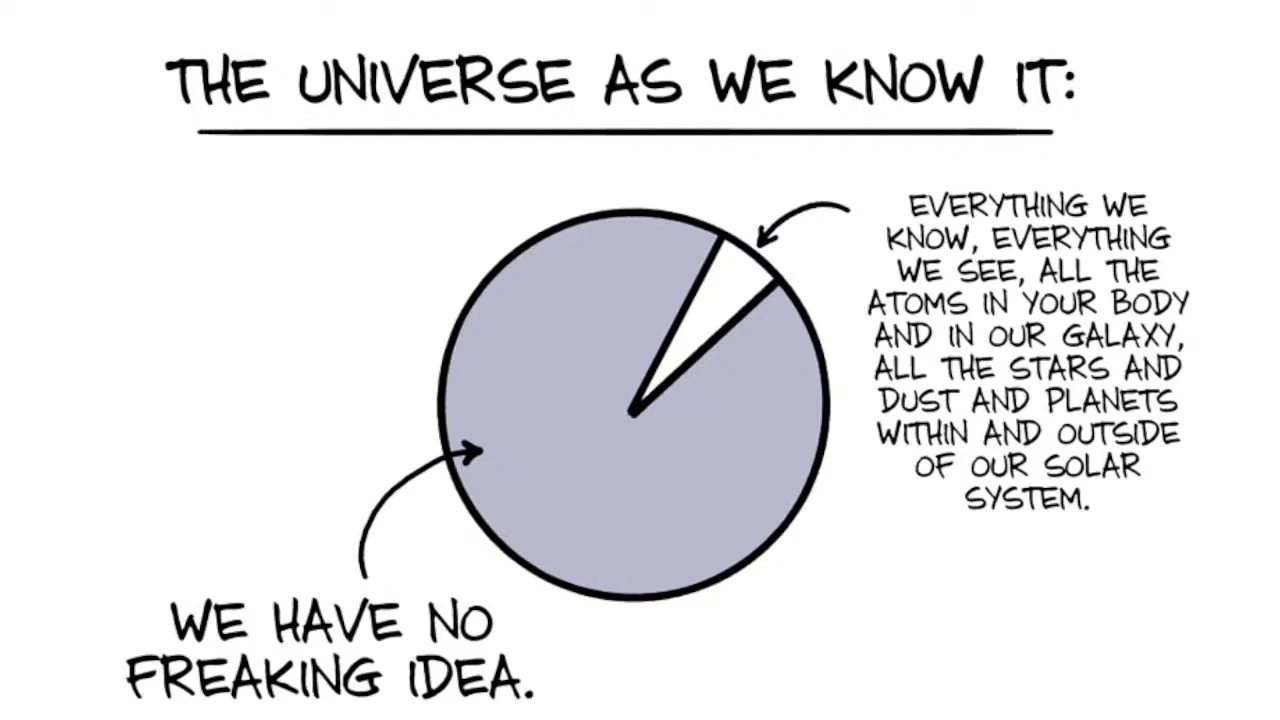 THE UNIVERSE AS WE KNOW IT:
EVERYTHING WE
KNOW, EVERYTHING
WE SEE, ALL THE
ATOMS IN YOUR BODY
AND IN OUR GALAXY,
ALL THE STARS AND
DUST AND PLANETS
WITHIN AND OUTSIDE
OF OUR SOLAR
SYSTEM.
WE HAVE NO
FREAKING IDEA.